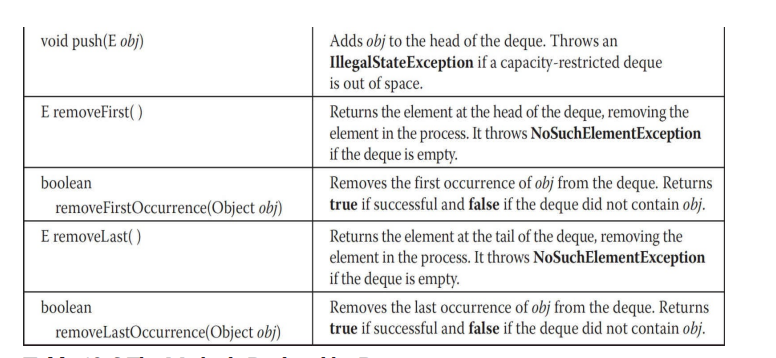 void push(E obj)
Adds obj to the head of the deque. Throws an
IllegalStateException if a capacity-restricted deque
is out of space.
E removeFirst( )
Returns the element at the head of the deque, removing the
element in the process. It throws NoSuchElementException
if the deque is empty.
boolean
removeFirstOccurrence(Object obj)
Removes the first occurrence of obj from the deque. Returns
true if successful and false if the deque did not contain obj.
E removeLast( )
Returns the element at the tail of the deque, removing the
element in the process. It throws NoSuchElementException
if the deque is empty.
boolean
removeLastOccurrence(Object obj)
Removes the last occurrence of obj from the deque. Returns
true if successful and false if the deque did not contain obj.